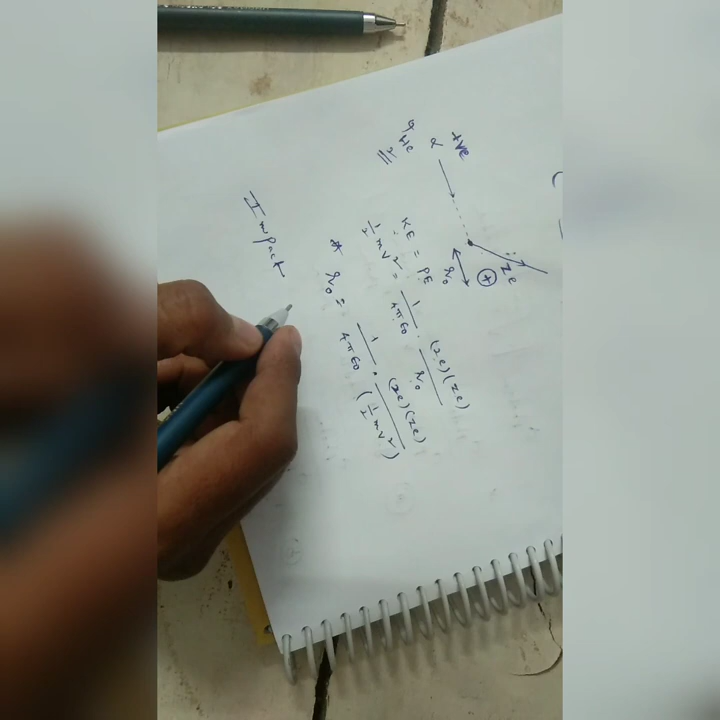 +ve
α
⁴He₂
Ze
+
r₀
KE = PE
½mv² = 1/4πε₀ · (2e)(Ze)/r₀
* r₀ = 1/4πε₀ · (2e)(Ze)/(½mv²)
Impact